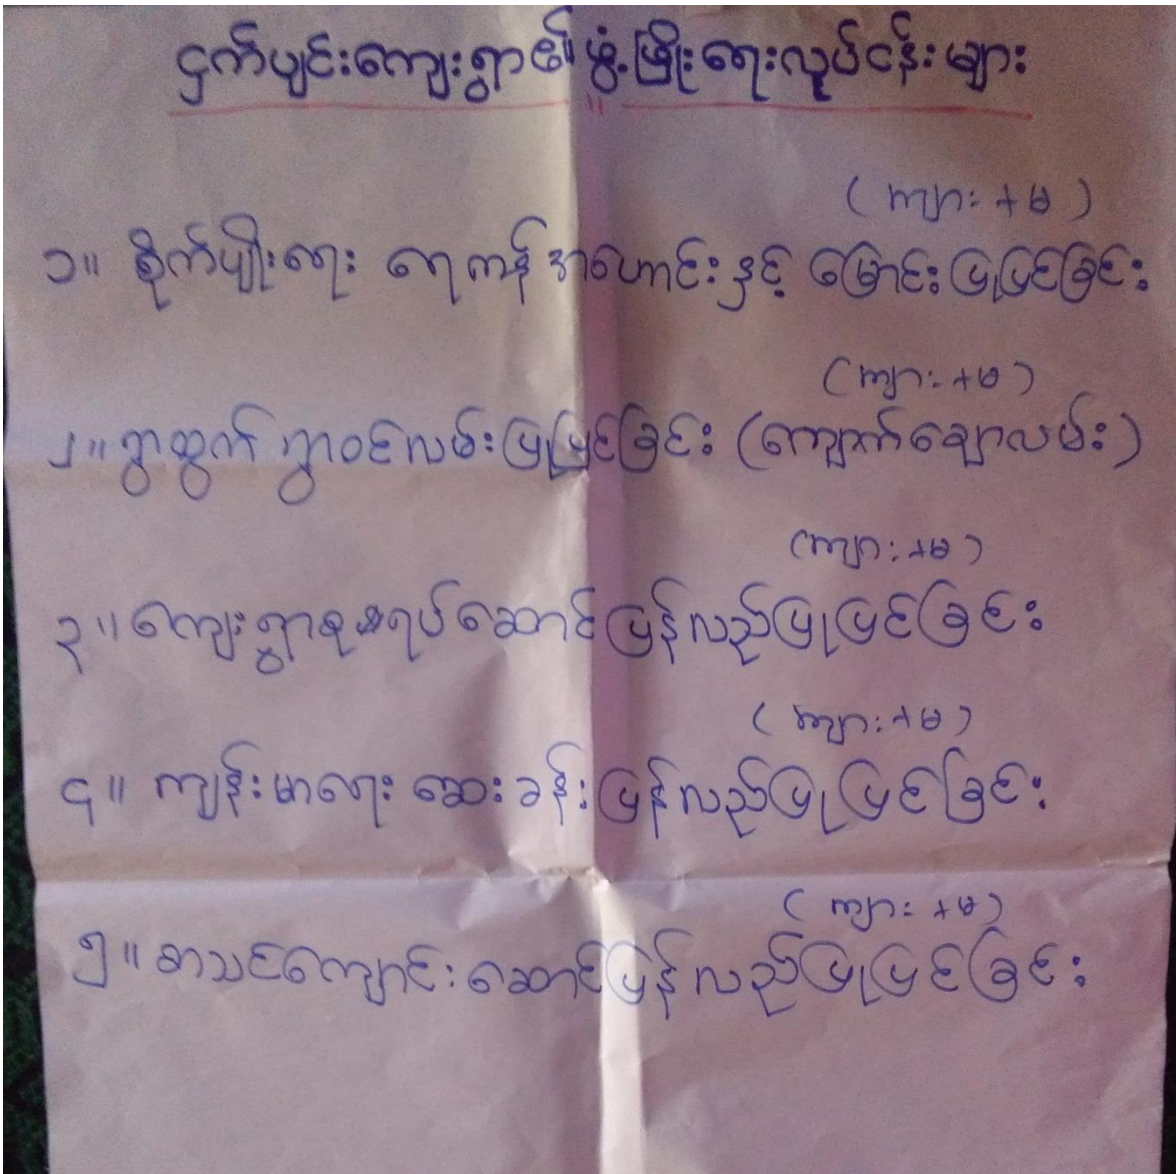 ငှက်ပျင်းကျေးရွာ၏ ဖွံ့ဖြိုးရေးလုပ်ငန်းများ
( ကျား + မ )
၁။ စိုက်ပျိုးရေး ရေကန်အဟောင်းနှင့် မြောင်းပြုပြင်ခြင်း
(ကျား + မ )
၂။ ရွာထွက် ရွာဝင်လမ်းပြုပြင်ခြင်း (ကျောက်ချောလမ်း)
(ကျား + မ )
၃။ ကျေးရွာစုဇရပ်ဆောင်ပြန်လည်ပြုပြင်ခြင်း
( ကျား + မ )
၄။ ကျန်းမာရေး ဆေးခန်းပြန်လည်ပြုပြင်ခြင်း
( ကျား + မ )
၅။ စာသင်ကျောင်းဆောင်ပြန်လည်ပြုပြင်ခြင်း